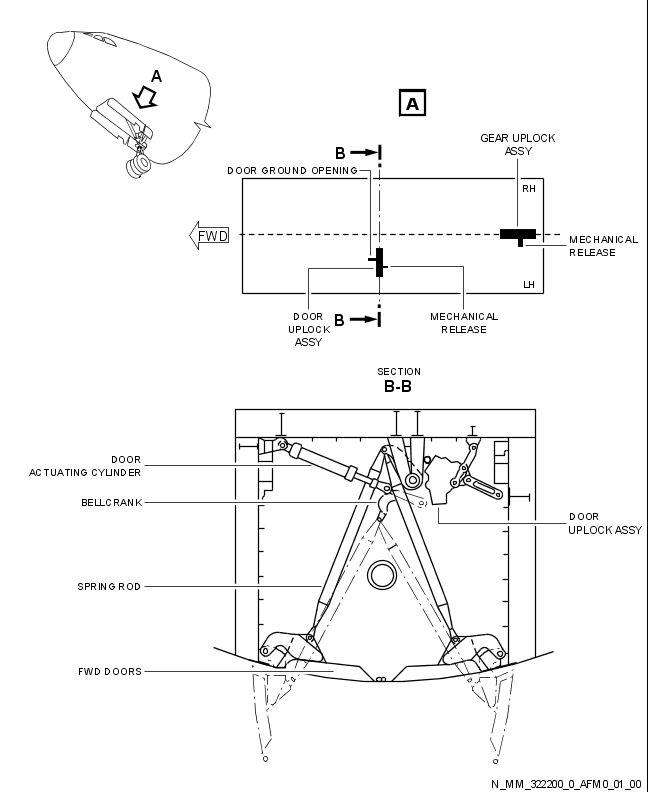 A
A
GEAR UPLOCK
ASSY
B
DOOR GROUND OPENING
RH
FWD
MECHANICAL
RELEASE
LH
DOOR
UPLOCK
ASSY
B
MECHANICAL
RELEASE
SECTION
B-B
DOOR
ACTUATING CYLINDER
BELLCRANK
DOOR
UPLOCK ASSY
SPRING ROD
FWD DOORS
N_MM_322200_0_AFM0_01_00